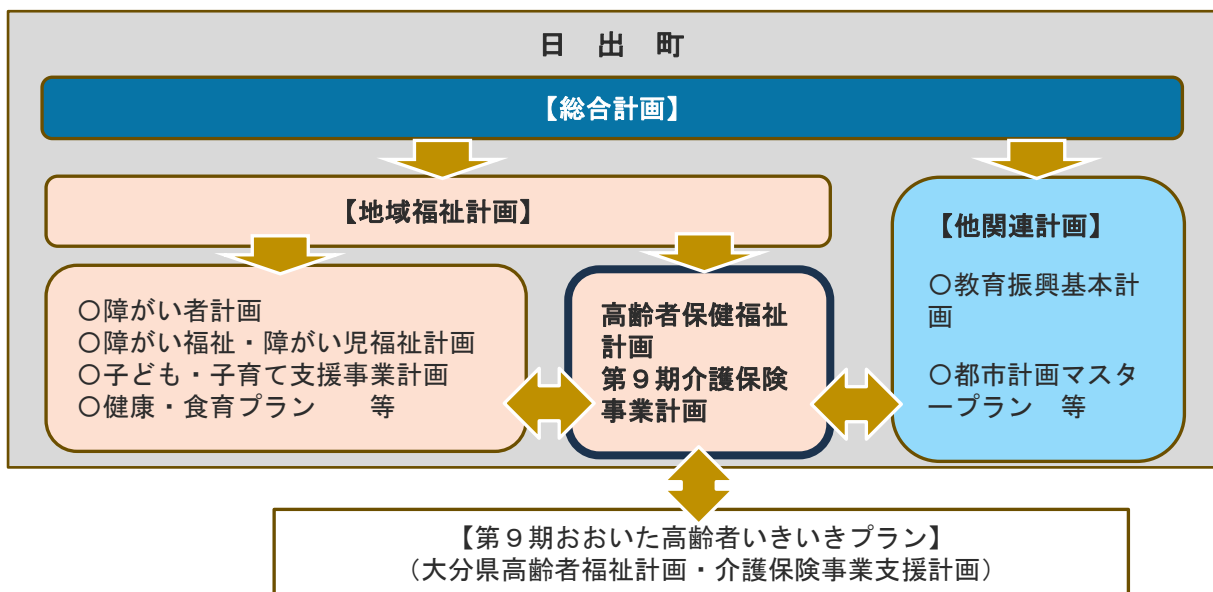 日 出 町
【総合計画】
【地域福祉計画】
〇障がい者計画
〇障がい福祉・障がい児福祉計画
〇子ども・子育て支援事業計画
〇健康・食育プラン　　等
高齢者保健福祉
計画
第９期介護保険
事業計画
【他関連計画】
〇教育振興基本計
画
〇都市計画マスタ
ープラン　等
【第９期おおいた高齢者いきいきプラン】
（大分県高齢者福祉計画・介護保険事業支援計画）